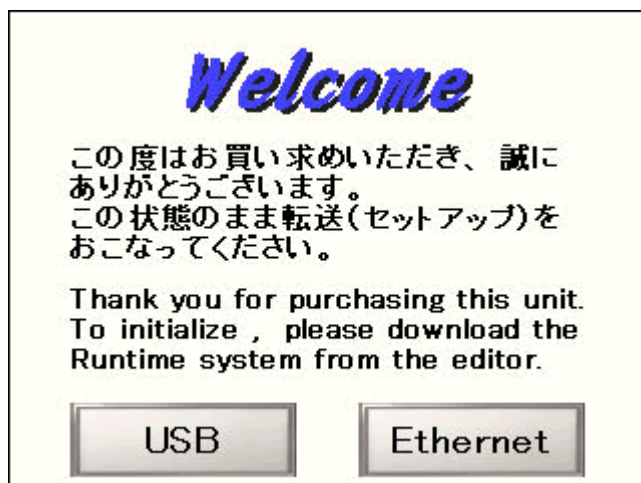 Welcome
この度はお買い求めいただき、誠に
ありがとうございます。
この状態のまま転送(セットアップ)を
おこなってください。
Thank you for purchasing this unit.
To initialize , please download the
Runtime system from the editor.
USB Ethernet